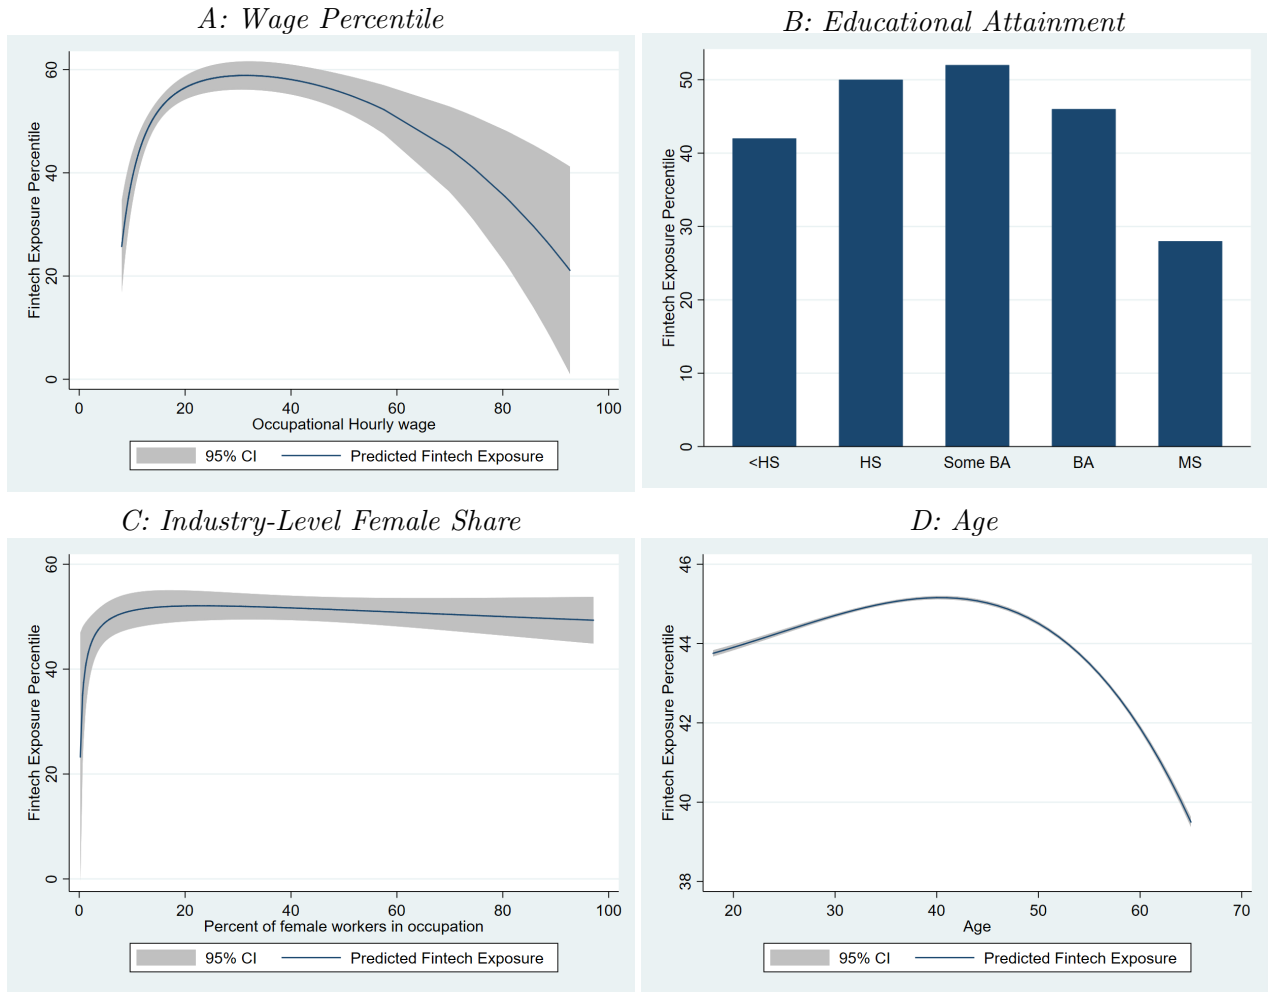 A: Wage Percentile
Fintech Exposure Percentile
60
40
20
0
0 20 40 60 80 100
Occupational Hourly wage
95% CI Predicted Fintech Exposure
B: Educational Attainment
Fintech Exposure Percentile
50
40
30
20
10
0
<HS HS Some BA BA MS
C: Industry-Level Female Share
Fintech Exposure Percentile
60
40
20
0
0 20 40 60 80 100
Percent of female workers in occupation
95% CI Predicted Fintech Exposure
D: Age
Fintech Exposure Percentile
46
44
42
40
38
20 30 40 50 60 70
Age
95% CI Predicted Fintech Exposure